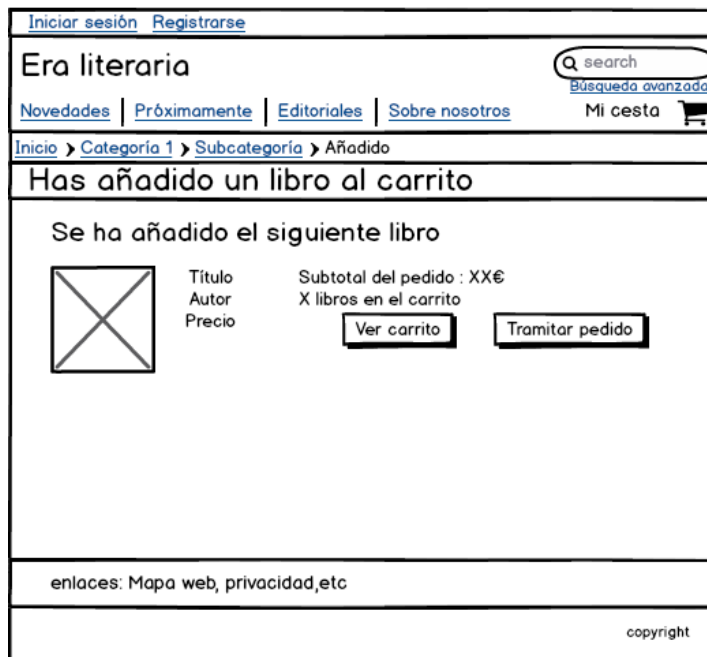 Iniciar sesión Registrarse
Era literaria
search
Búsqueda avanzada
Novedades Próximamente Editoriales Sobre nosotros Mi cesta
Inicio Categoría 1 Subcategoría Añadido
Has añadido un libro al carrito
Se ha añadido el siguiente libro
Título Subtotal del pedido : XX€
Autor X libros en el carrito
Precio
Ver carrito Tramitar pedido
enlaces: Mapa web, privacidad,etc
copyright